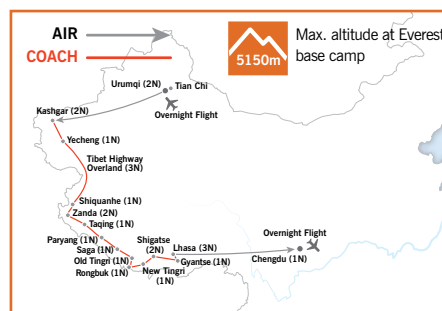 AIR
COACH
5150m
Max. altitude at Everest
base camp
Urumqi (2N)
Tian Chi
Overnight Flight
Kashgar (2N)
Yecheng (1N)
Tibet Highway
Overland (3N)
Shiquanhe (1N)
Zanda (2N)
Taqing (1N)
Paryang (1N)
Saga (1N)
Old Tingri (1N)
Rongbuk (1N)
New Tingri
(1N)
Shigatse
(2N)
Lhasa (3N)
Gyantse (1N)
Overnight Flight
Chengdu (1N)